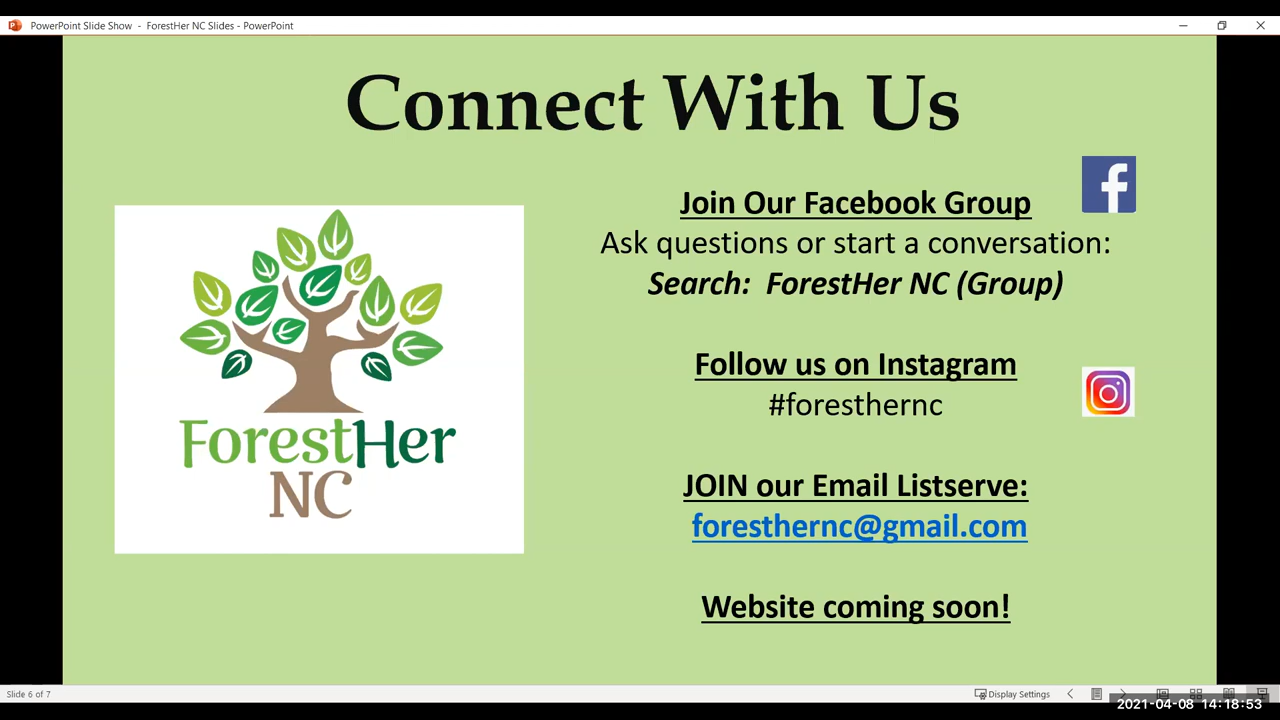 PowerPoint Slide Show - ForestHer NC Slides - PowerPoint
Connect With Us
Join Our Facebook Group
Ask questions or start a conversation:
Search: ForestHer NC (Group)
ForestHer
NC
Follow us on Instagram
#foresthernc
JOIN our Email Listserve:
foresthernc@gmail.com
Website coming soon!
Slide 6 of 7
Display Settings
2021-04-08 14:18:53